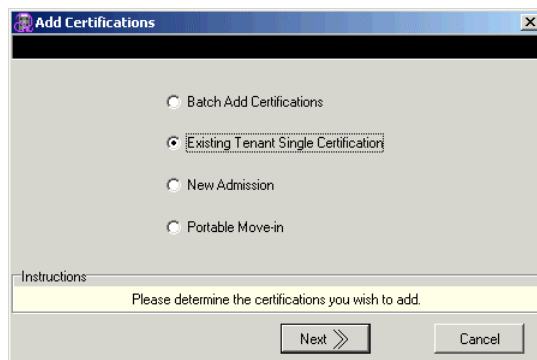 Add Certifications
Batch Add Certifications
Existing Tenant Single Certification
New Admission
Portable Move-in
Instructions
Please determine the certifications you wish to add.
Next
Cancel